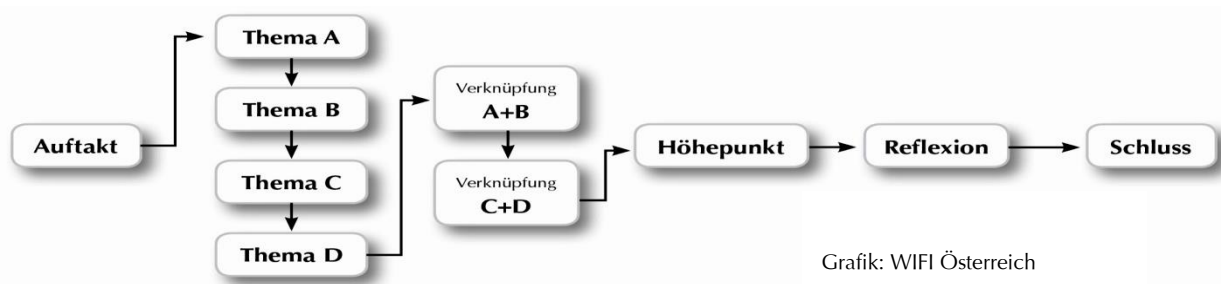 Auftakt
Thema A
Thema B
Thema C
Thema D
Verknüpfung
A+B
Verknüpfung
C+D
Höhepunkt
Reflexion
Schluss
Grafik: WIFI Österreich